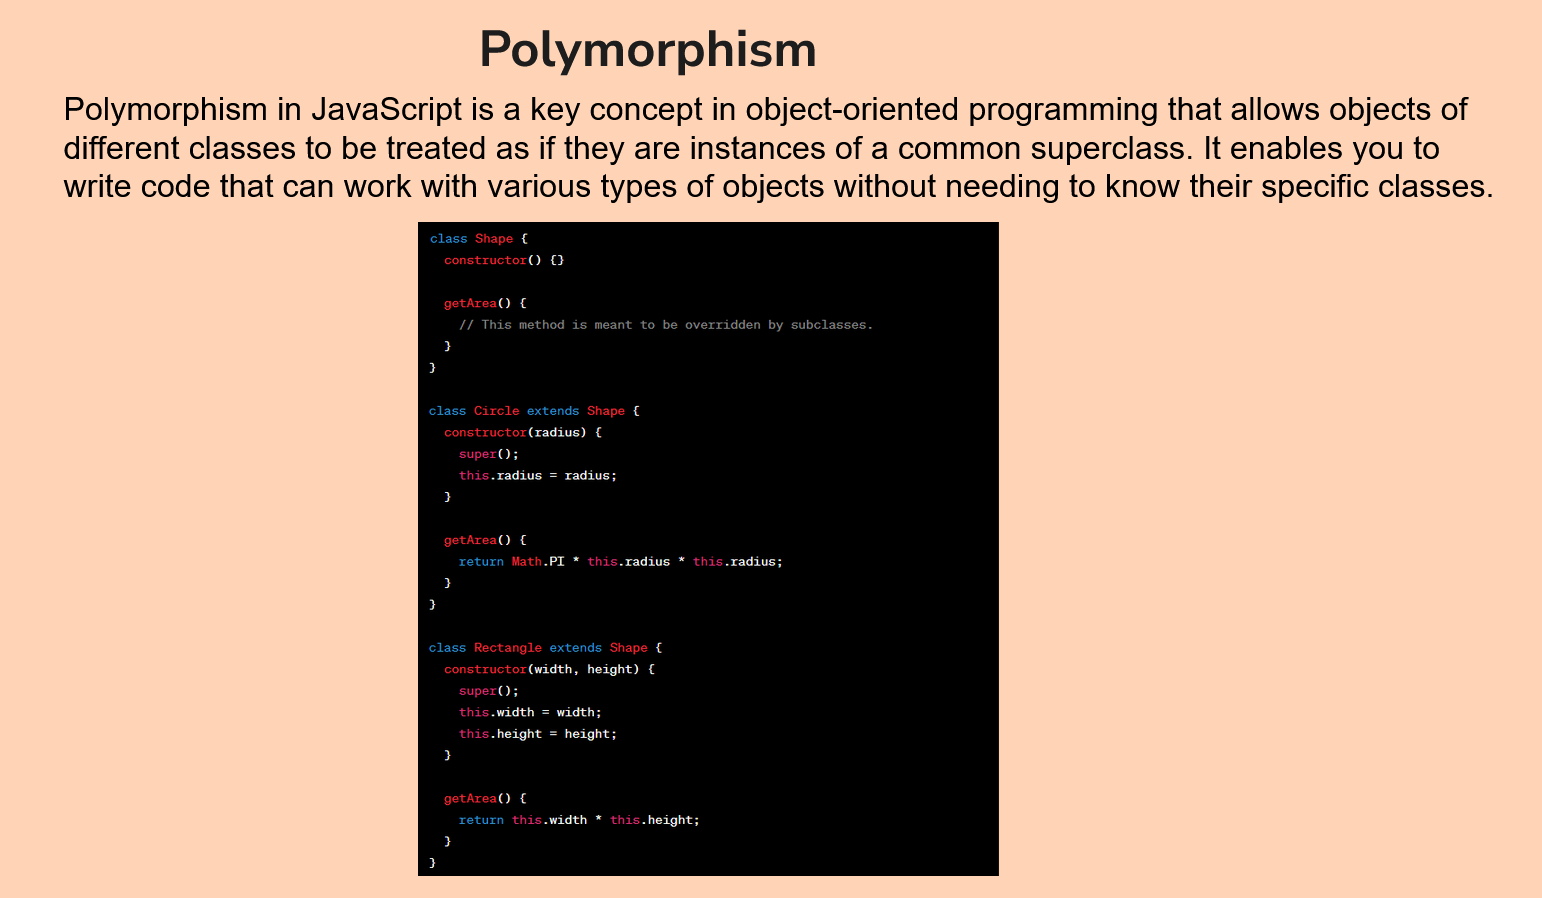 Polymorphism
Polymorphism in JavaScript is a key concept in object-oriented programming that allows objects of
different classes to be treated as if they are instances of a common superclass. It enables you to
write code that can work with various types of objects without needing to know their specific classes.
class Shape {
  constructor() {}

  getArea() {
    // This method is meant to be overridden by subclasses.
  }
}

class Circle extends Shape {
  constructor(radius) {
    super();
    this.radius = radius;
  }

  getArea() {
    return Math.PI * this.radius * this.radius;
  }
}

class Rectangle extends Shape {
  constructor(width, height) {
    super();
    this.width = width;
    this.height = height;
  }

  getArea() {
    return this.width * this.height;
  }
}